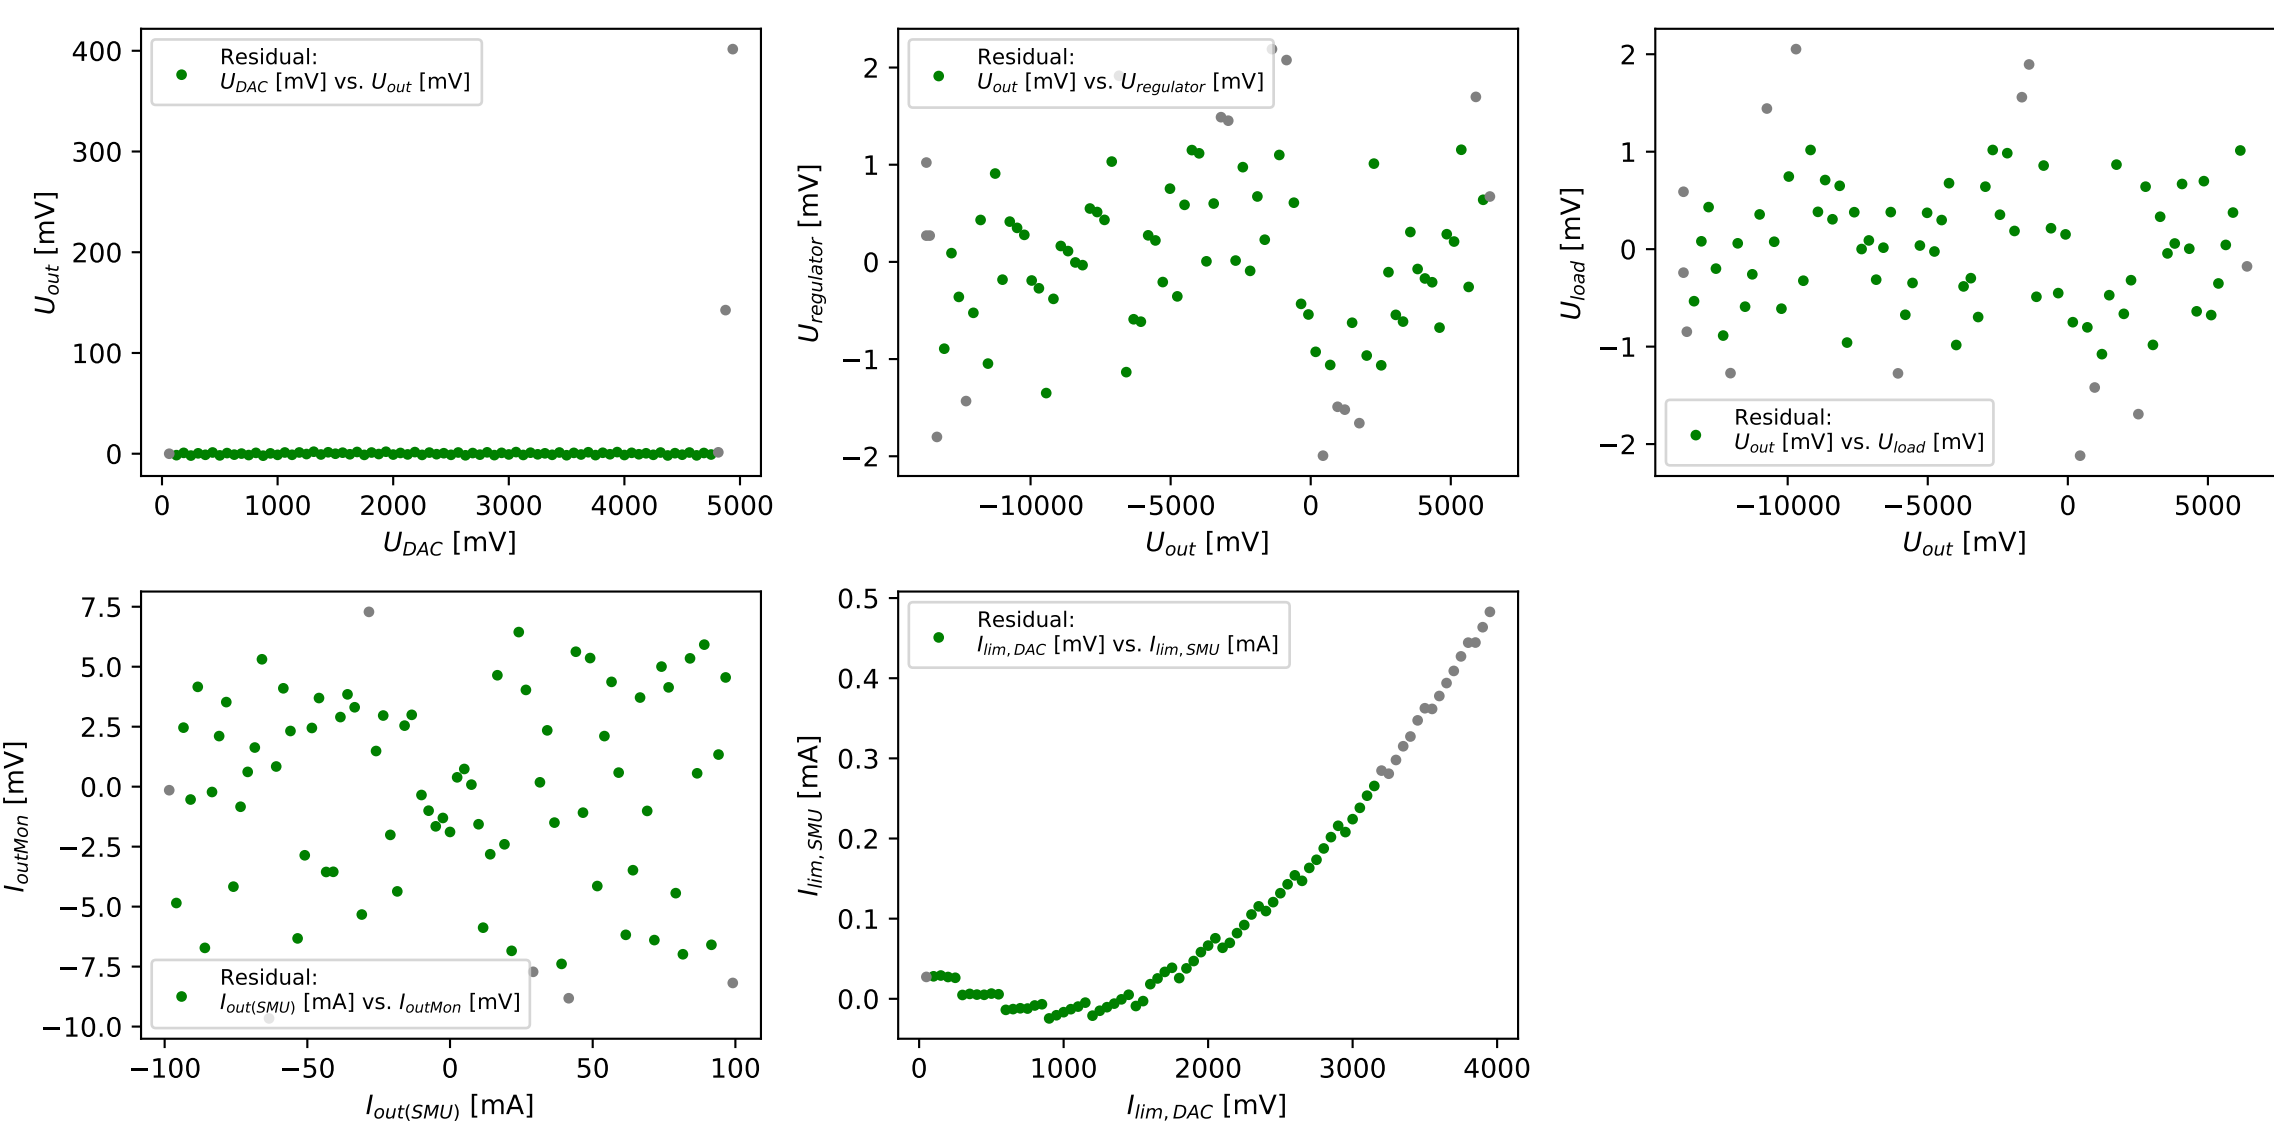 Residual:
U_DAC [mV] vs. U_out [mV]
400
300
200
100
0
U_out [mV]
0 1000 2000 3000 4000 5000
U_DAC [mV]
Residual:
U_out [mV] vs. U_regulator [mV]
2
1
0
−1
−2
U_regulator [mV]
−10000 −5000 0 5000
U_out [mV]
2
1
0
−1
−2
U_load [mV]
Residual:
U_out [mV] vs. U_load [mV]
−10000 −5000 0 5000
U_out [mV]
7.5
5.0
2.5
0.0
−2.5
−5.0
−7.5
−10.0
I_outMon [mV]
Residual:
I_out(SMU) [mA] vs. I_outMon [mV]
−100 −50 0 50 100
I_out(SMU) [mA]
Residual:
I_lim,DAC [mV] vs. I_lim,SMU [mA]
0.5
0.4
0.3
0.2
0.1
0.0
I_lim,SMU [mA]
0 1000 2000 3000 4000
I_lim,DAC [mV]